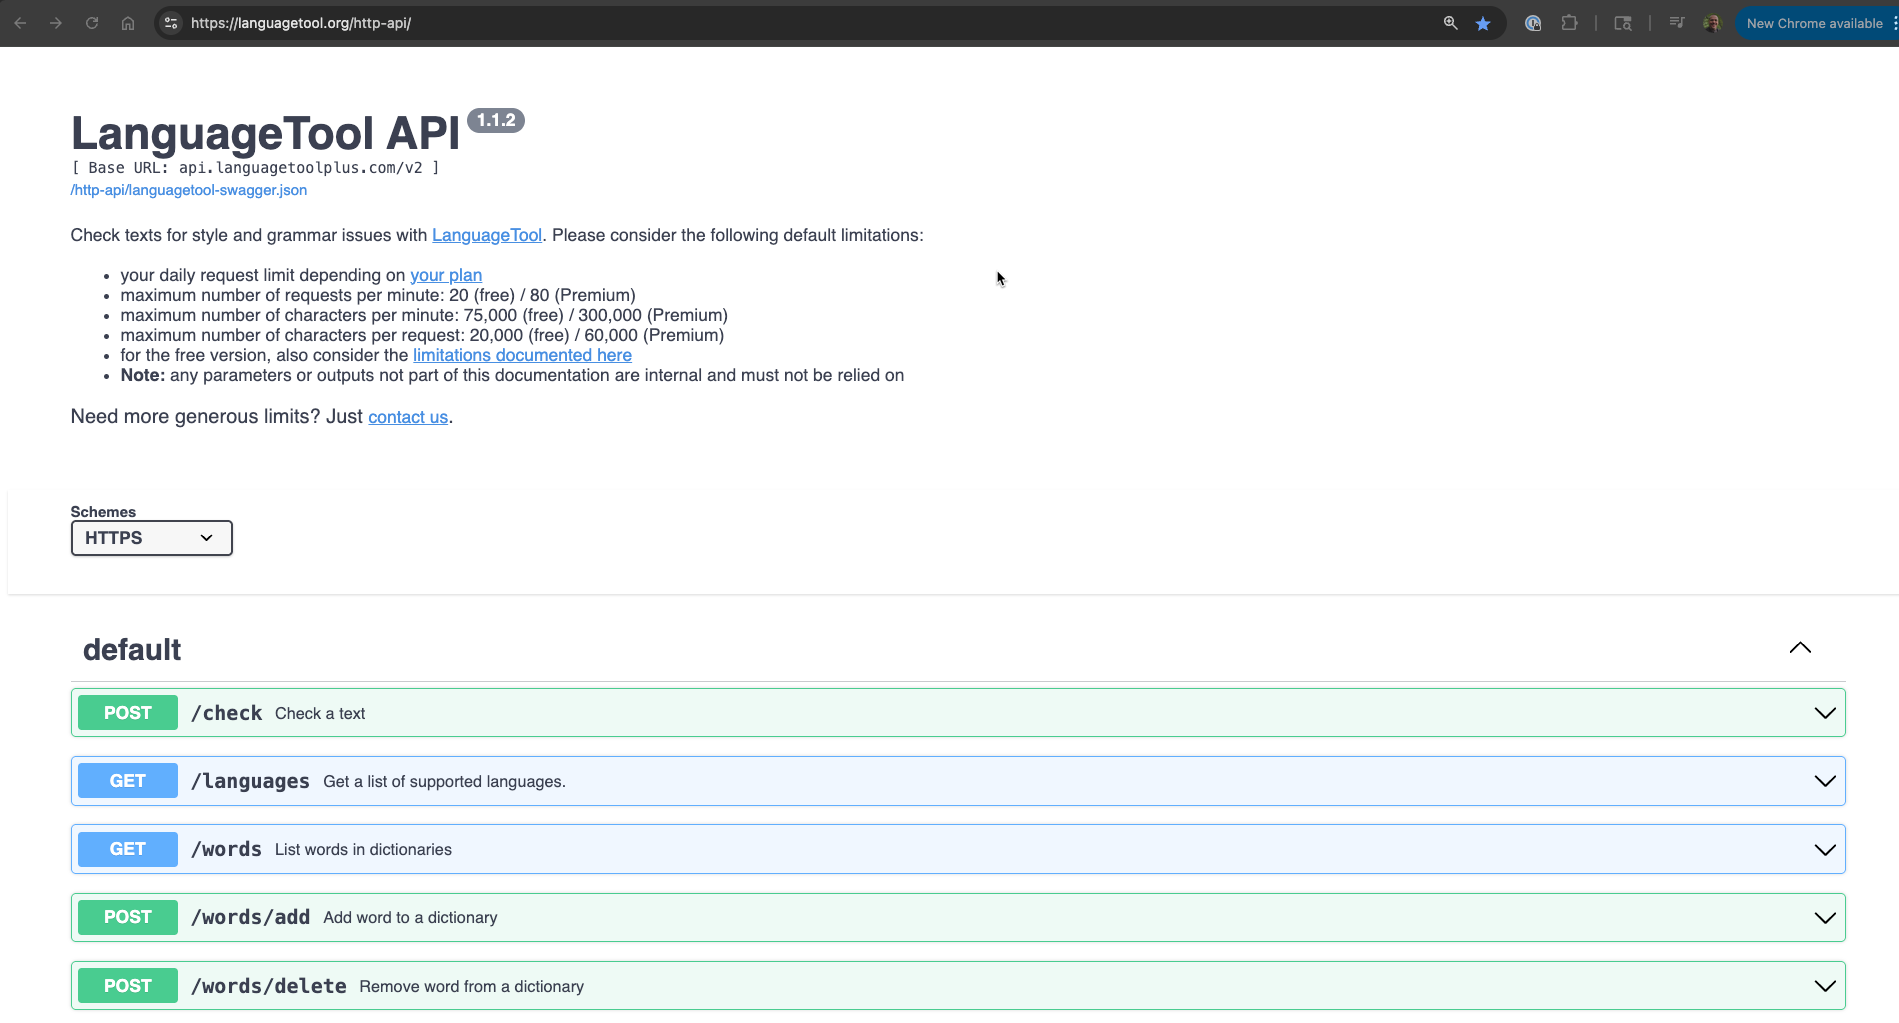 https://languagetool.org/http-api/
New Chrome available
LanguageTool API 1.1.2
[ Base URL: api.languagetoolplus.com/v2 ]
/http-api/languagetool-swagger.json
Check texts for style and grammar issues with LanguageTool. Please consider the following default limitations:
• your daily request limit depending on your plan
• maximum number of requests per minute: 20 (free) / 80 (Premium)
• maximum number of characters per minute: 75,000 (free) / 300,000 (Premium)
• maximum number of characters per request: 20,000 (free) / 60,000 (Premium)
• for the free version, also consider the limitations documented here
• Note: any parameters or outputs not part of this documentation are internal and must not be relied on
Need more generous limits? Just contact us.
Schemes
HTTPS
default
POST /check Check a text
GET /languages Get a list of supported languages.
GET /words List words in dictionaries
POST /words/add Add word to a dictionary
POST /words/delete Remove word from a dictionary